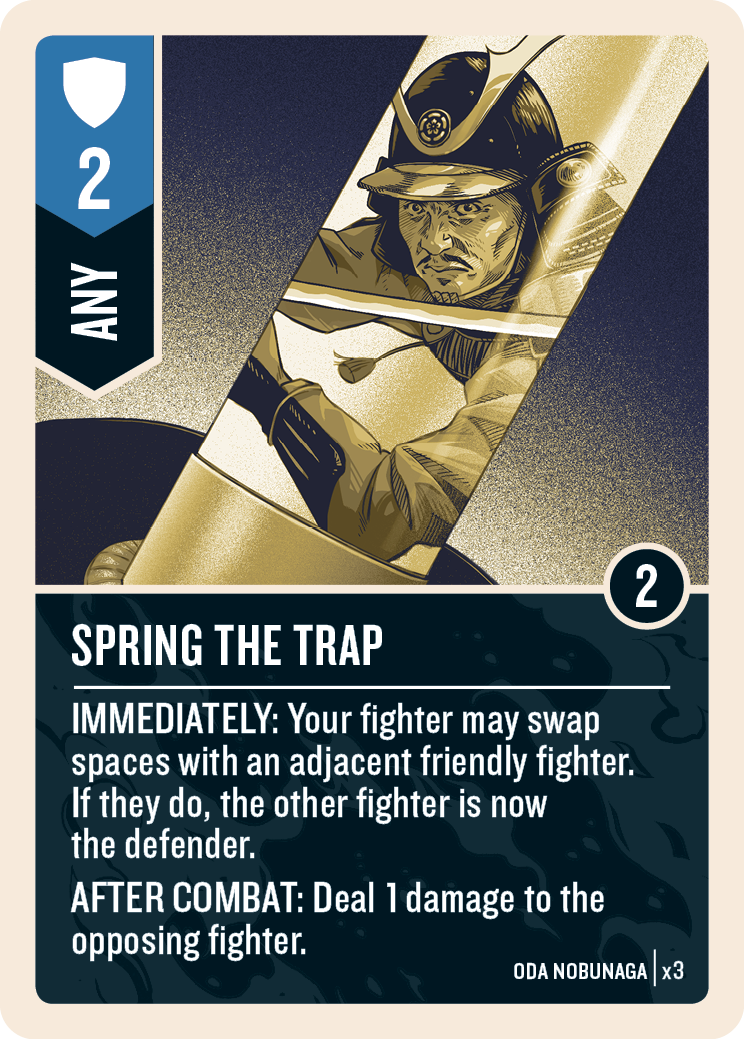 2
ANY
2
SPRING THE TRAP
IMMEDIATELY: Your fighter may swap
spaces with an adjacent friendly fighter.
If they do, the other fighter is now
the defender.
AFTER COMBAT: Deal 1 damage to the
opposing fighter.
ODA NOBUNAGA | x3